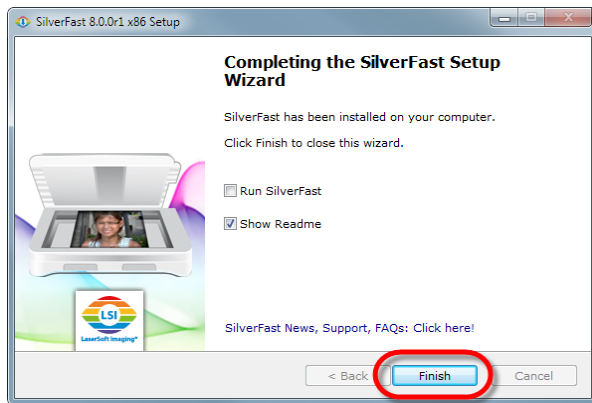 SilverFast 8.0.0r1 x86 Setup
Completing the SilverFast Setup
Wizard
SilverFast has been installed on your computer.
Click Finish to close this wizard.
Run SilverFast
Show Readme
LSI
LaserSoft Imaging®
SilverFast News, Support, FAQs: Click here!
< Back
Finish
Cancel